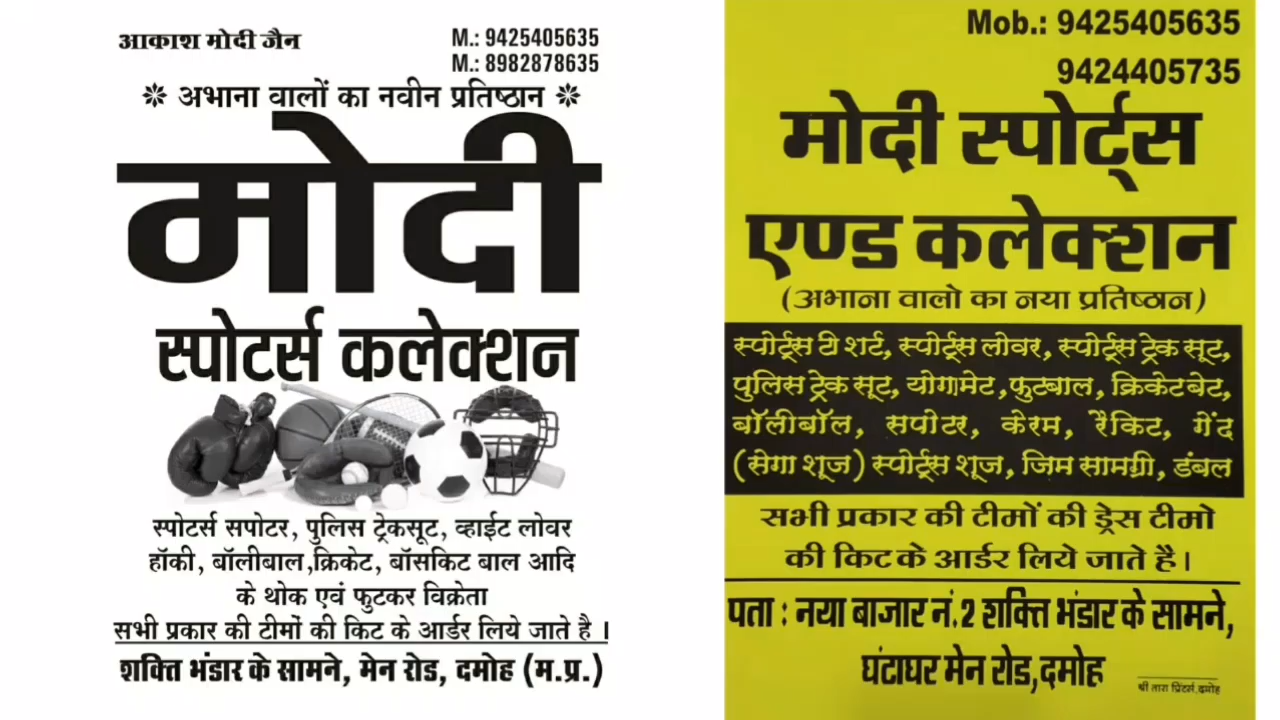 आकाश मोदी जैन
M.: 9425405635
M.: 8982878635
अभाना वालों का नवीन प्रतिष्ठान
मोदी
स्पोटर्स कलेक्शन
स्पोटर्स सपोटर, पुलिस ट्रेकसूट, व्हाईट लोवर
हॉकी, बॉलीबाल,क्रिकेट, बॉसकिट बाल आदि
के थोक एवं फुटकर विक्रेता
सभी प्रकार की टीमों की किट के आर्डर लिये जाते है ।
शक्ति भंडार के सामने, मेन रोड, दमोह (म.प्र.)
Mob.: 9425405635
9424405735
मोदी स्पोर्ट्स
एण्ड कलेक्शन
(अभाना वालो का नया प्रतिष्ठान)
स्पोर्ट्स टी शर्ट, स्पोर्ट्स लोवर, स्पोर्ट्स ट्रेक सूट,
पुलिस ट्रेक सूट, योगामेट, फुटबाल, क्रिकेट बेट,
बॉलीबॉल, सपोटर, केरम, रैकिट, गेंद
(सेगा शूज) स्पोर्ट्स शूज, जिम सामग्री, डंबल
सभी प्रकार की टीमों की ड्रेस टीमो
की किट के आर्डर लिये जाते है ।
पता : नया बाजार नं. 2 शक्ति भंडार के सामने,
घंटाघर मेन रोड,दमोह
श्री तारा प्रिंटर्स, दमोह